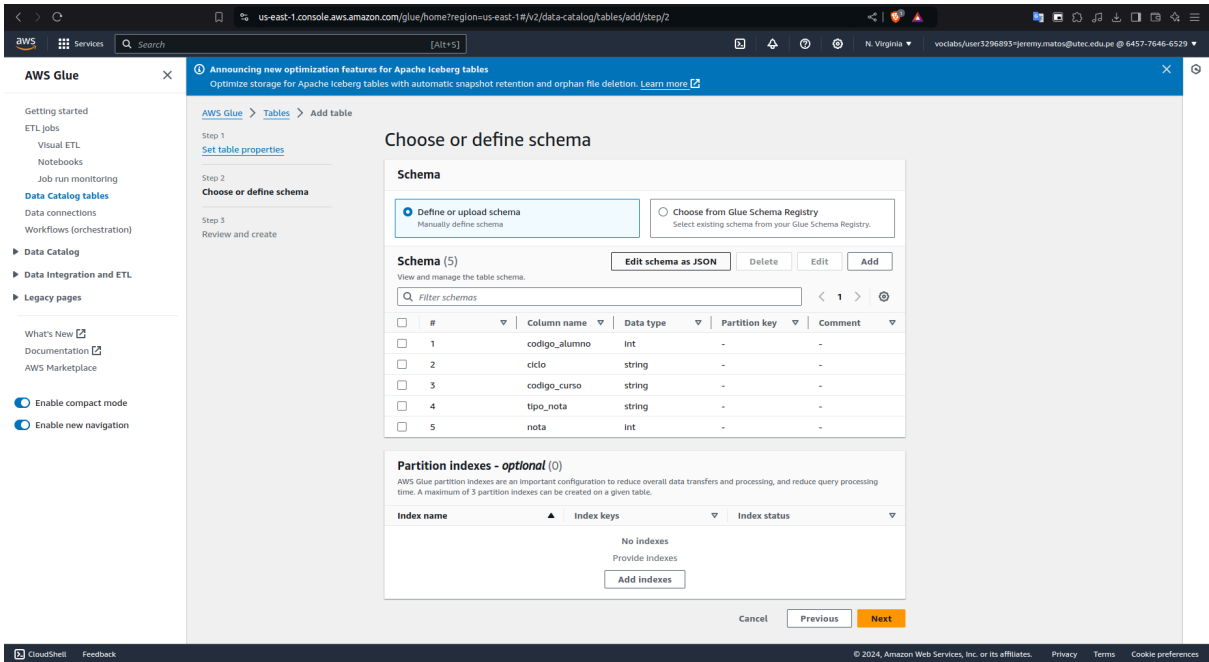 us-east-1.console.aws.amazon.com/glue/home?region=us-east-1#/v2/data-catalog/tables/add/step/2
aws Services Search [Alt+S] N. Virginia voclabs/user3296893=jeremy.matos@utec.edu.pe @ 6457-7646-6529
AWS Glue
Getting started
ETL jobs
Visual ETL
Notebooks
Job run monitoring
Data Catalog tables
Data connections
Workflows (orchestration)
Data Catalog
Data Integration and ETL
Legacy pages
What's New
Documentation
AWS Marketplace
Enable compact mode
Enable new navigation
Announcing new optimization features for Apache Iceberg tables
Optimize storage for Apache Iceberg tables with automatic snapshot retention and orphan file deletion. Learn more
AWS Glue > Tables > Add table
Step 1
Set table properties
Step 2
Choose or define schema
Step 3
Review and create
Choose or define schema
Schema
Define or upload schema
Manually define schema
Choose from Glue Schema Registry
Select existing schema from your Glue Schema Registry.
Schema (5) Edit schema as JSON Delete Edit Add
View and manage the table schema.
Filter schemas 1
# Column name Data type Partition key Comment
1 codigo_alumno int - -
2 ciclo string - -
3 codigo_curso string - -
4 tipo_nota string - -
5 nota int - -
Partition indexes - optional (0)
AWS Glue partition indexes are an important configuration to reduce overall data transfers and processing, and reduce query processing
time. A maximum of 3 partition indexes can be created on a given table.
Index name Index keys Index status
No indexes
Provide indexes
Add indexes
Cancel Previous Next
CloudShell Feedback © 2024, Amazon Web Services, Inc. or its affiliates. Privacy Terms Cookie preferences